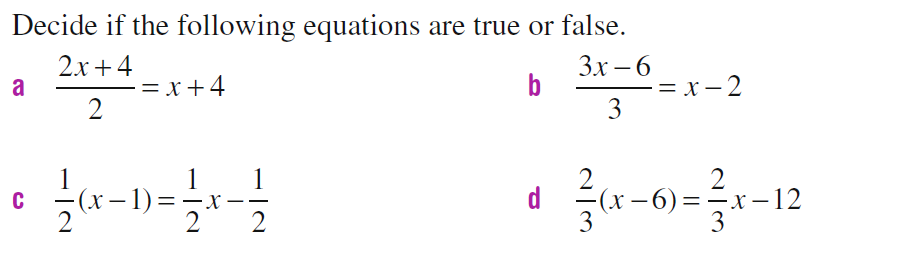 Decide if the following equations are true or false.
a (2x + 4)/2 = x + 4
b (3x – 6)/3 = x – 2
c 1/2(x – 1) = 1/2x – 1/2
d 2/3(x – 6) = 2/3x – 12